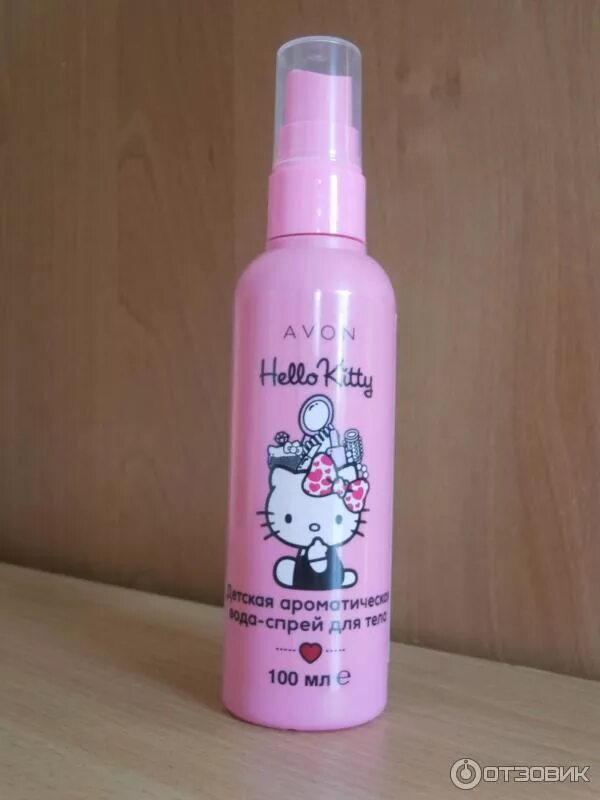 AVON
Hello Kitty
Детская ароматическая
вода-спрей для тела
100 мл ℮
ОТЗОВИК